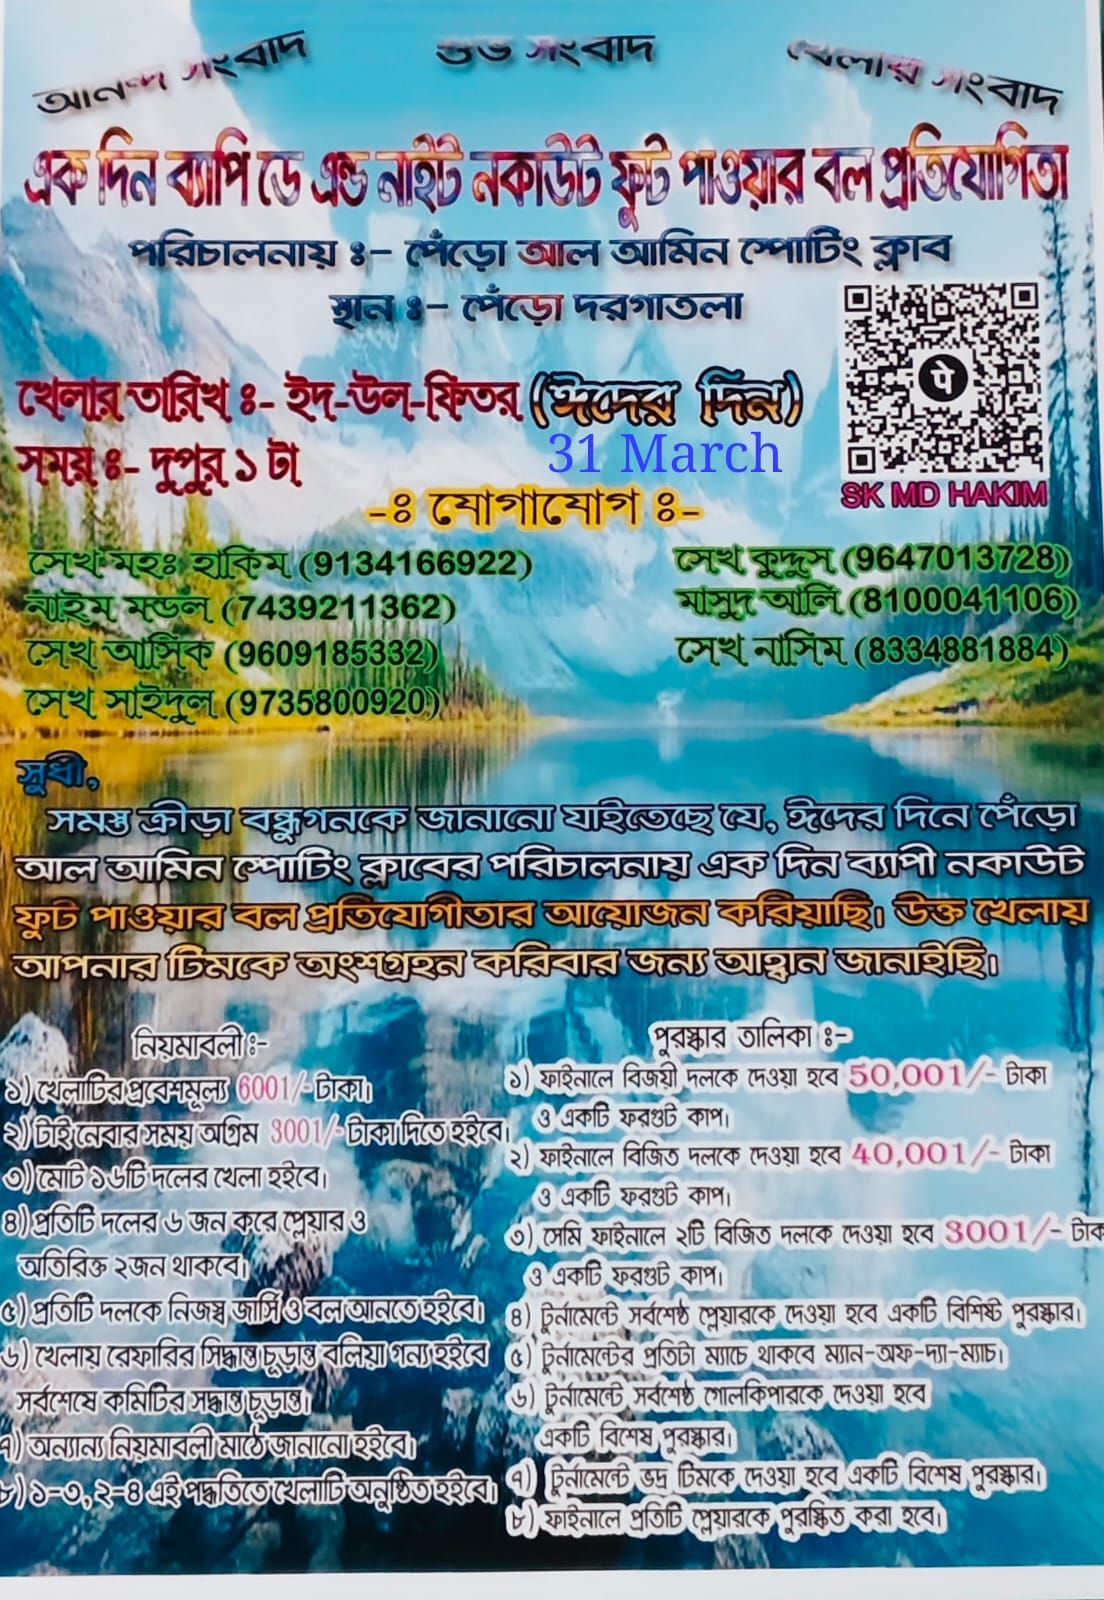 আনন্দ সংবাদ
শুভ সংবাদ
খেলার সংবাদ
এক দিন ব্যাপি ডে এন্ড নাইট নকাউট ফুট পাওয়ার বল প্রতিযোগিতা
পরিচালনায় ঃ- পেঁড়ো আল আমিন স্পোটিং ক্লাব
স্থান ঃ- পেঁড়ো দরগাতলা
খেলার তারিখ ঃ- ইদ-উল-ফিতর (ঈদের দিন)
31 March
সময় ঃ- দুপুর ১ টা
SK MD HAKIM
-ঃ যোগাযোগ ঃ-
সেখ মহঃ হাকিম (9134166922)
সেখ কুদ্দুস (9647013728)
নাইম মন্ডল (7439211362)
মাসুদ আলি (8100041106)
সেখ আসিক (9609185332)
সেখ নাসিম (8334881884)
সেখ সাইদুল (9735800920)
সুধী,
সমস্ত ক্রীড়া বন্ধুগনকে জানানো যাইতেছে যে, ঈদের দিনে পেঁড়ো
আল আমিন স্পোটিং ক্লাবের পরিচালনায় এক দিন ব্যাপী নকাউট
ফুট পাওয়ার বল প্রতিযোগীতার আয়োজন করিয়াছি। উক্ত খেলায়
আপনার টিমকে অংশগ্রহন করিবার জন্য আহ্বান জানাইছি।
নিয়মাবলী ঃ-
১) খেলাটির প্রবেশমূল্য 6001/- টাকা।
২) টাই নেবার সময় অগ্রিম 3001/- টাকা দিতে হইবে।
৩) মোট ১৬টি দলের খেলা হইবে।
৪) প্রতিটি দলের ৬ জন করে প্লেয়ার ও
অতিরিক্ত ২জন থাকবে।
৫) প্রতিটি দলকে নিজস্ব জার্সি ও বল আনতে হইবে।
৬) খেলায় রেফারির সিদ্ধান্ত চূড়ান্ত বলিয়া গন্য হইবে
সর্বশেষে কমিটির সদ্ধান্ত চূড়ান্ত।
৭) অন্যান্য নিয়মাবলী মাঠে জানানো হইবে।
৮) ১-৩, ২-৪ এই পদ্ধতিতে খেলাটি অনুষ্ঠিত হইবে।
পুরস্কার তালিকা ঃ-
১) ফাইনালে বিজয়ী দলকে দেওয়া হবে 50,001/- টাকা
ও একটি ফরগুট কাপ।
২) ফাইনালে বিজিত দলকে দেওয়া হবে 40,001/- টাকা
ও একটি ফরগুট কাপ।
৩) সেমি ফাইনালে ২টি বিজিত দলকে দেওয়া হবে 3001/- টাক
ও একটি ফরগুট কাপ।
৪) টুর্নামেন্টে সর্বশেষ্ঠ প্লেয়ারকে দেওয়া হবে একটি বিশিষ্ট পুরস্কার।
৫) টুর্নামেন্টের প্রতিটা ম্যাচে থাকবে ম্যান-অফ-দ্যা-ম্যাচ।
৬) টুর্নামেন্টে সর্বশেষ্ঠ গোলকিপারকে দেওয়া হবে
একটি বিশেষ পুরস্কার।
৭) টুর্নামেন্টে ভদ্র টিমকে দেওয়া হবে একটি বিশেষ পুরস্কার।
৮) ফাইনালে প্রতিটি প্লেয়ারকে পুরস্কিত করা হবে।